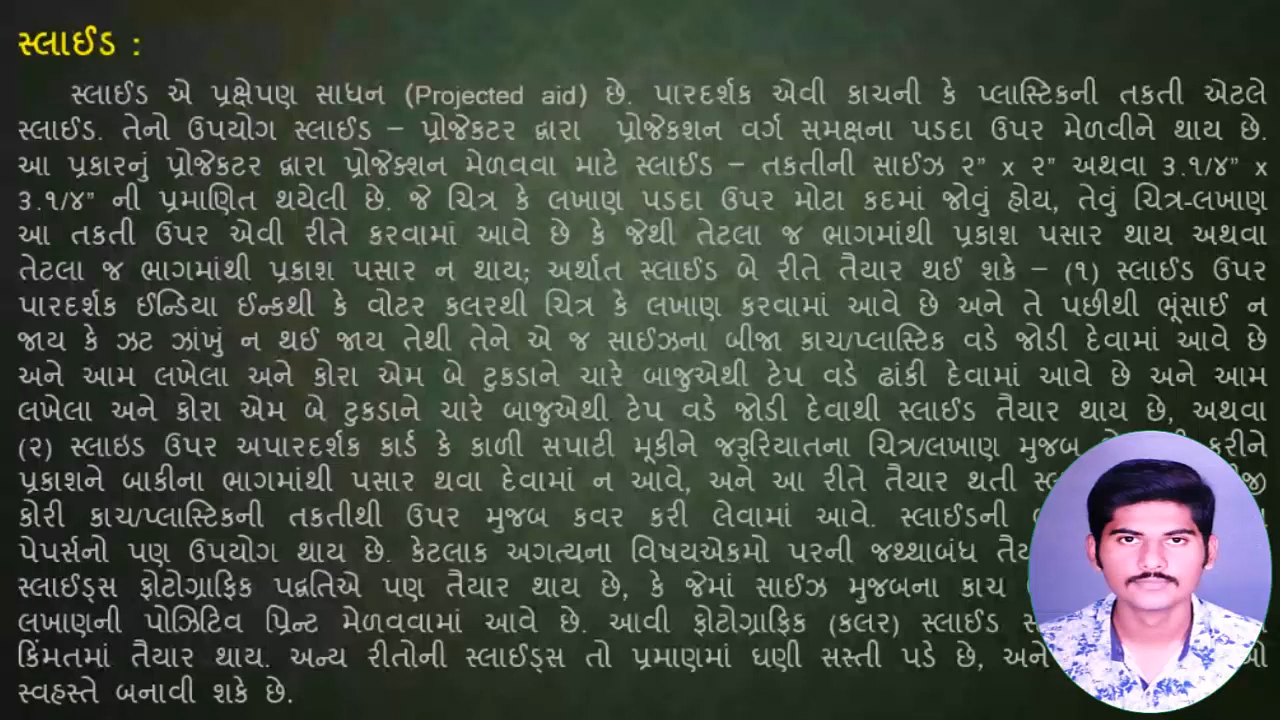 સ્લાઈડ :
સ્લાઈડ એ પ્રક્ષેપણ સાધન (Projected aid) છે. પારદર્શક એવી કાચની કે પ્લાસ્ટિકની તકતી એટલે
સ્લાઈડ. તેનો ઉપયોગ સ્લાઈડ – પ્રોજેક્ટર દ્વારા પ્રોજેકશન વર્ગ સમક્ષના પડદા ઉપર મેળવીને થાય છે.
આ પ્રકારનું પ્રોજેકટર દ્વારા પ્રોજેક્શન મેળવવા માટે સ્લાઈડ – તકતીની સાઈઝ ૨” x ૨” અથવા ૩.૧/૪” x
૩.૧/૪” ની પ્રમાણિત થયેલી છે. જે ચિત્ર કે લખાણ પડદા ઉપર મોટા કદમાં જોવું હોય, તેવું ચિત્ર-લખાણ
આ તકતી ઉપર એવી રીતે કરવામાં આવે છે કે જેથી તેટલા જ ભાગમાંથી પ્રકાશ પસાર થાય અથવા
તેટલા જ ભાગમાંથી પ્રકાશ પસાર ન થાય; અર્થાત સ્લાઈડ બે રીતે તૈયાર થઈ શકે – (૧) સ્લાઈડ ઉપર
પારદર્શક ઈન્ડિયા ઈન્કથી કે વોટર કલરથી ચિત્ર કે લખાણ કરવામાં આવે છે અને તે પછીથી ભૂંસાઈ ન
જાય કે ઝટ ઝાંખું ન થઈ જાય તેથી તેને એ જ સાઈઝના બીજા કાચ/પ્લાસ્ટિક વડે જોડી દેવામાં આવે છે
અને આમ લખેલા અને કોરા એમ બે ટુકડાને ચારે બાજુએથી ટેપ વડે ઢાંકી દેવામાં આવે છે અને આમ
લખેલા અને કોરા એમ બે ટુકડાને ચારે બાજુએથી ટેપ વડે જોડી દેવાથી સ્લાઈડ તૈયાર થાય છે, અથવા
(૨) સ્લાઇડ ઉપર અપારદર્શક કાર્ડ કે કાળી સપાટી મૂકીને જરૂરિયાતના ચિત્ર/લખાણ મુજબ કરીને
પ્રકાશને બાકીના ભાગમાંથી પસાર થવા દેવામાં ન આવે, અને આ રીતે તૈયાર થતી
કોરી કાચ/પ્લાસ્ટિકની તકતીથી ઉપર મુજબ કવર કરી લેવામાં આવે. સ્લાઈડની
પેપર્સનો પણ ઉપયોગ થાય છે. કેટલાક અગત્યના વિષયએકમો પરની જથ્થાબંધ
સ્લાઈડ્સ ફોટોગ્રાફિક પદ્ધતિએ પણ તૈયાર થાય છે, કે જેમાં સાઈઝ મુજબના કાચ
લખાણની પોઝિટિવ પ્રિન્ટ મેળવવામાં આવે છે. આવી ફોટોગ્રાફિક (કલર) સ્લાઈડ
કિંમતમાં તૈયાર થાય. અન્ય રીતોની સ્લાઈડ્સ તો પ્રમાણમાં ઘણી સસ્તી પડે છે, અને
સ્વહસ્તે બનાવી શકે છે.